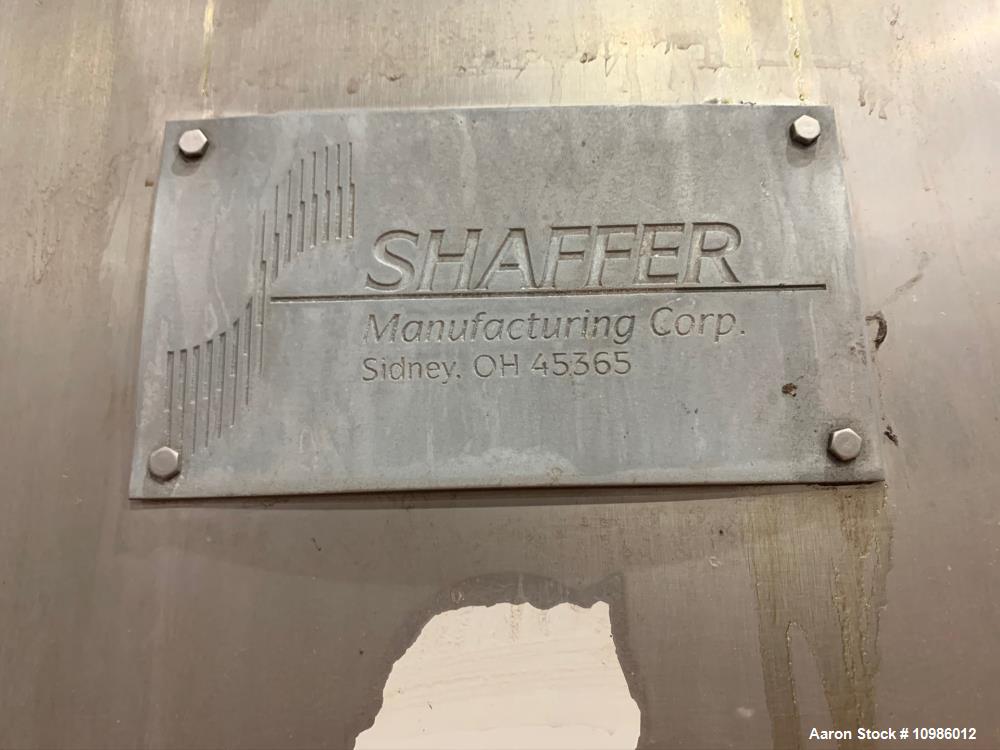 SHAFFER
Manufacturing Corp.
Sidney, OH 45365
Aaron Stock # 10986012